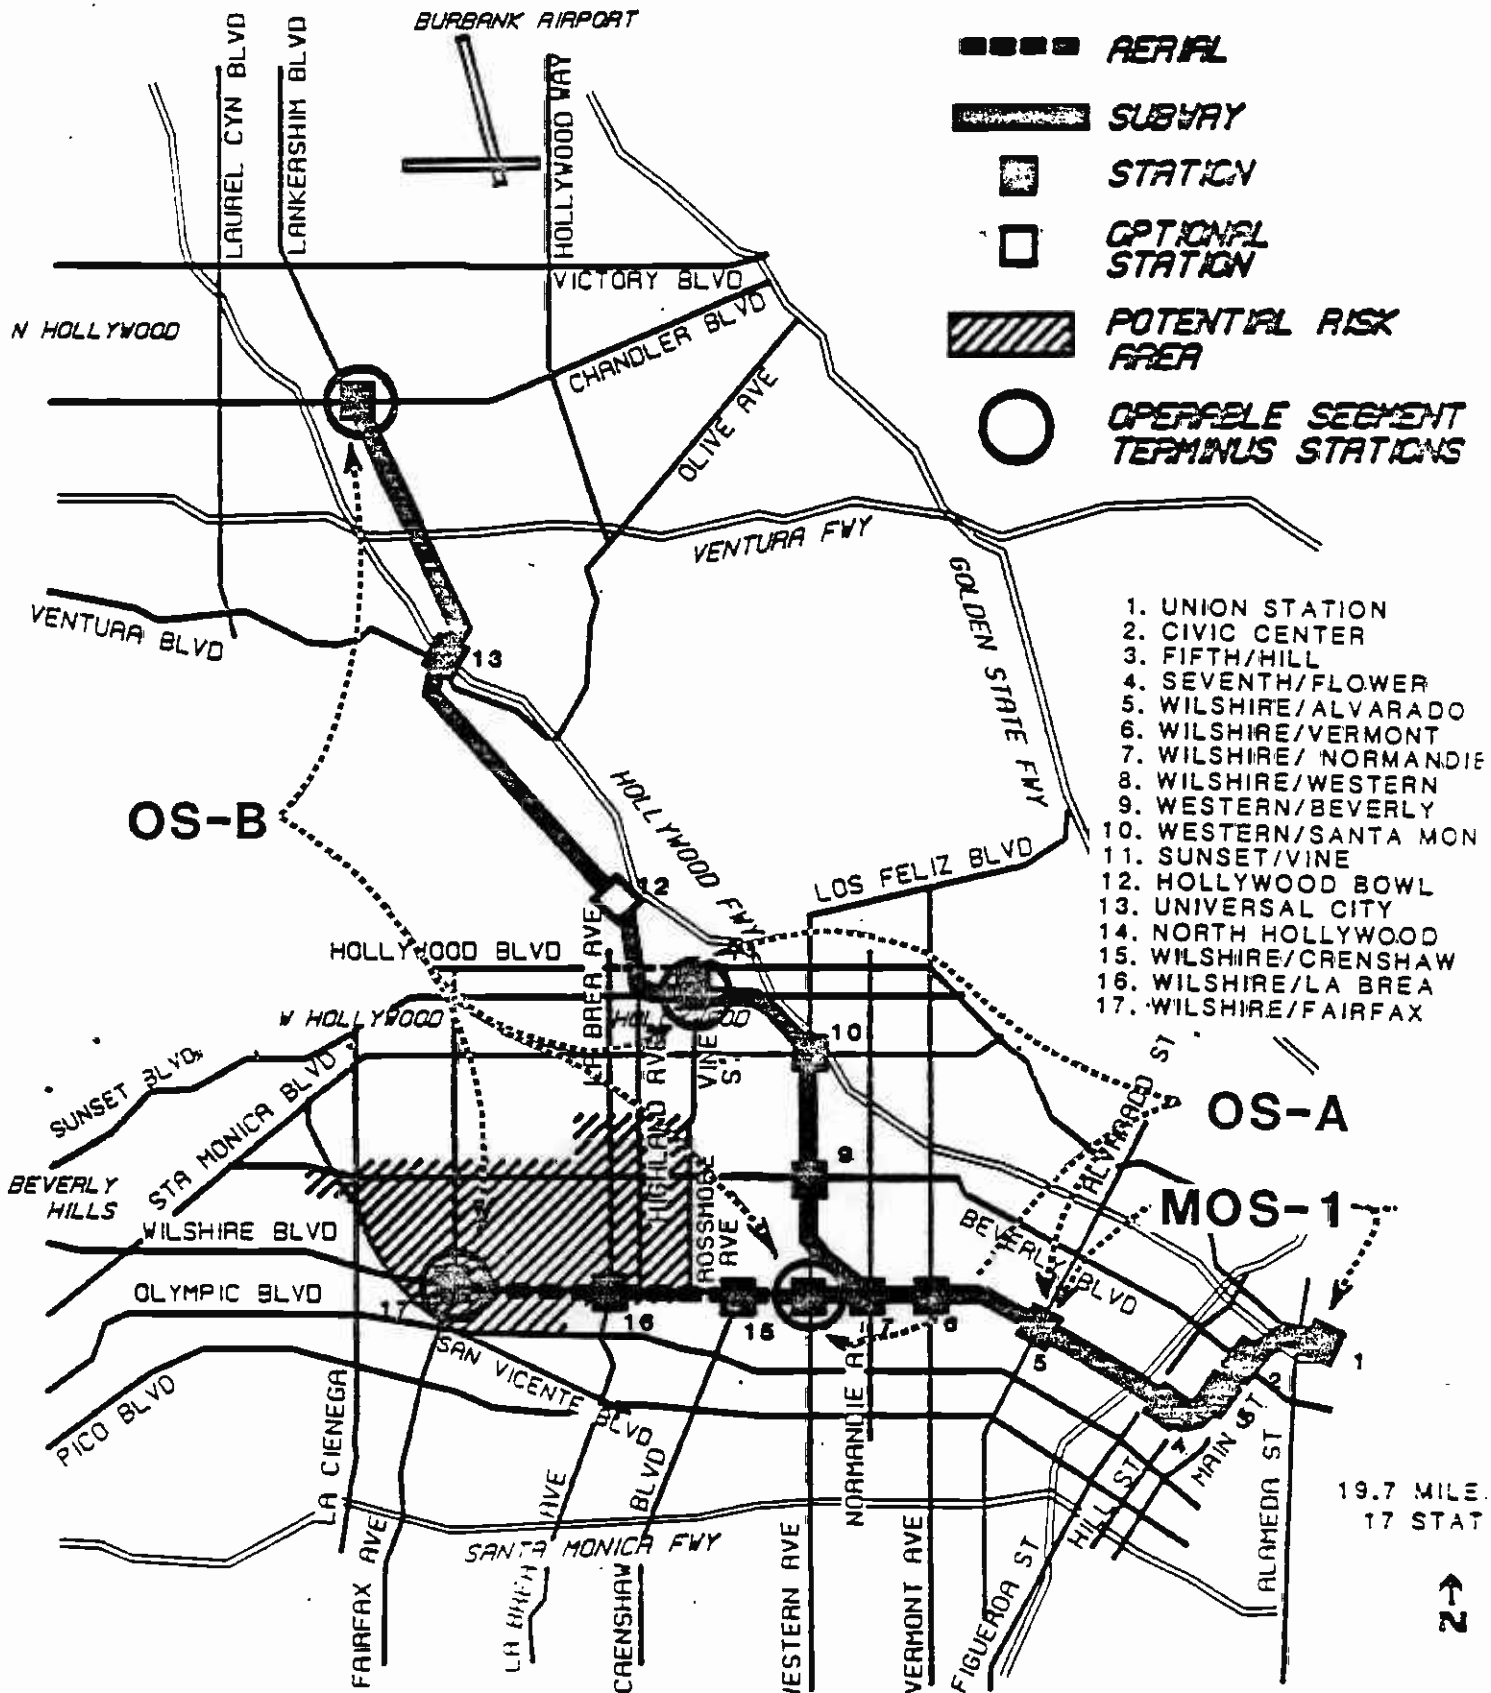 BURBANK AIRPORT
LAUREL CYN BLVD
LANKERSHIM BLVD
HOLLYWOOD WAY
AERIAL
SUBWAY
STATION
OPTIONAL
STATION
POTENTIAL RISK
AREA
OPERABLE SEGMENT
TERMINUS STATIONS
VICTORY BLVD
N HOLLYWOOD
CHANDLER BLVD
OLIVE AVE
VENTURA FWY
GOLDEN STATE FWY
VENTURA BLVD
13
1. UNION STATION
2. CIVIC CENTER
3. FIFTH/HILL
4. SEVENTH/FLOWER
5. WILSHIRE/ALVARADO
6. WILSHIRE/VERMONT
7. WILSHIRE/ NORMANDIE
8. WILSHIRE/WESTERN
9. WESTERN/BEVERLY
10. WESTERN/SANTA MON
11. SUNSET/VINE
12. HOLLYWOOD BOWL
13. UNIVERSAL CITY
14. NORTH HOLLYWOOD
15. WILSHIRE/CRENSHAW
16. WILSHIRE/LA BREA
17. WILSHIRE/FAIRFAX
OS-B
HOLLYWOOD FWY
LOS FELIZ BLVD
12
HOLLYWOOD BLVD
LA BREA AVE
W HOLLYWOOD
10
HIGHLAND AVE
VINE
ALVARADO ST
OS-A
SUNSET BLVD
STA MONICA BLVD
BEVERLY
HILLS
9
ROSSMORE
AVE
MOS-1
BEVERLY BLVD
WILSHIRE BLVD
OLYMPIC BLVD
17
16
15
7
6
5
4
2
1
SAN VICENTE BLVD
PICO BLVD
LA CIENEGA
FAIRFAX AVE
LA BREA AVE
CRENSHAW BLVD
SANTA MONICA FWY
WESTERN AVE
NORMANDIE A
VERMONT AVE
FIGUEROA ST
HILL ST
MAIN ST
ALAMEDA ST
19.7 MILE
17 STAT
N